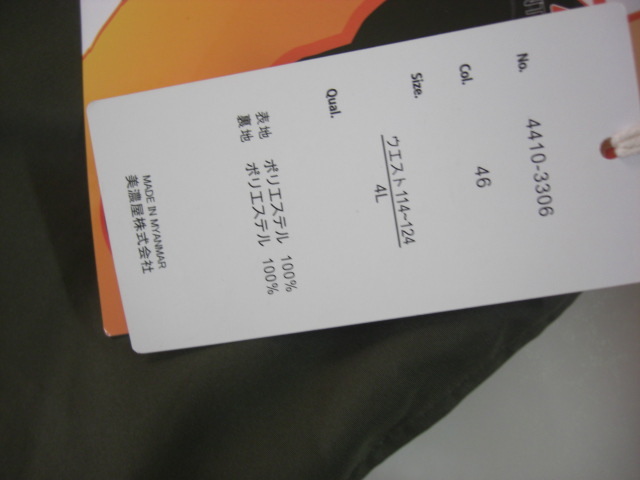 No. 4410-3306
Col. 46
Size. ウエスト114~124
4L
Qual.
表地 ポリエステル 100%
裏地 ポリエステル 100%
MADE IN MYANMAR
美濃屋株式会社